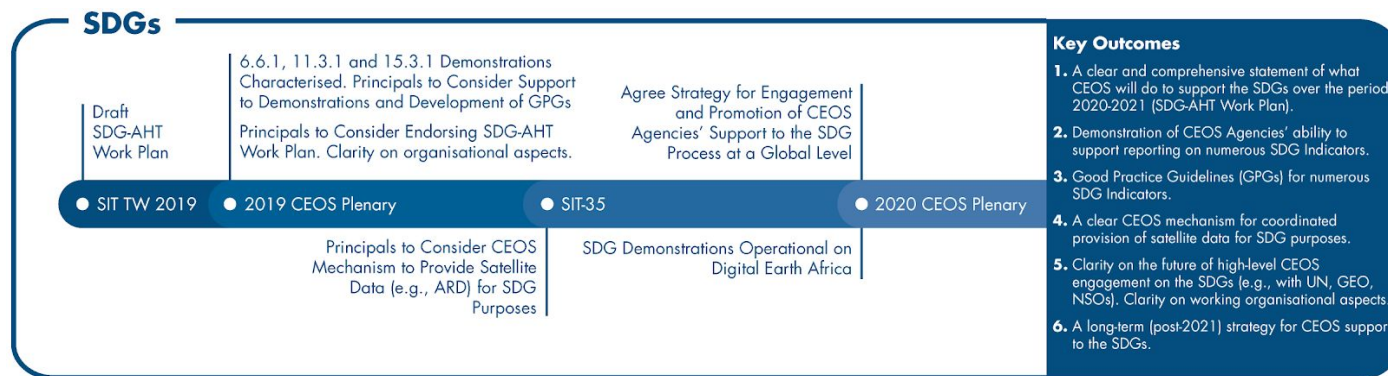 SDGs
Draft
SDG-AHT
Work Plan
6.6.1, 11.3.1 and 15.3.1 Demonstrations
Characterised. Principals to Consider Support
to Demonstrations and Development of GPGs
Principals to Consider Endorsing SDG-AHT
Work Plan. Clarity on organisational aspects.
Agree Strategy for Engagement
and Promotion of CEOS
Agencies' Support to the SDG
Process at a Global Level
SIT TW 2019
2019 CEOS Plenary
SIT-35
2020 CEOS Plenary
Principals to Consider CEOS
Mechanism to Provide Satellite
Data (e.g., ARD) for SDG
Purposes
SDG Demonstrations Operational on
Digital Earth Africa
Key Outcomes
1. A clear and comprehensive statement of what
CEOS will do to support the SDGs over the period
2020-2021 (SDG-AHT Work Plan).
2. Demonstration of CEOS Agencies' ability to
support reporting on numerous SDG Indicators.
3. Good Practice Guidelines (GPGs) for numerous
SDG Indicators.
4. A clear CEOS mechanism for coordinated
provision of satellite data for SDG purposes.
5. Clarity on the future of high-level CEOS
engagement on the SDGs (e.g., with UN, GEO,
NSOs). Clarity on working organisational aspects.
6. A long-term (post-2021) strategy for CEOS support
to the SDGs.